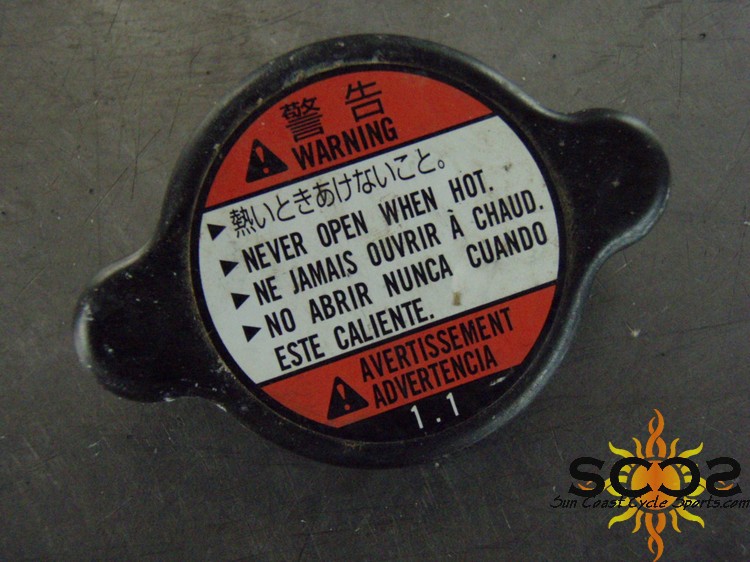 警告
WARNING
▶熱いときあけないこと。
▶NEVER OPEN WHEN HOT.
▶NE JAMAIS OUVRIR À CHAUD.
▶NO ABRIR NUNCA CUANDO
ESTE CALIENTE.
AVERTISSEMENT
ADVERTENCIA
1.1
SCCS
Sun Coast Cycle Sports.com